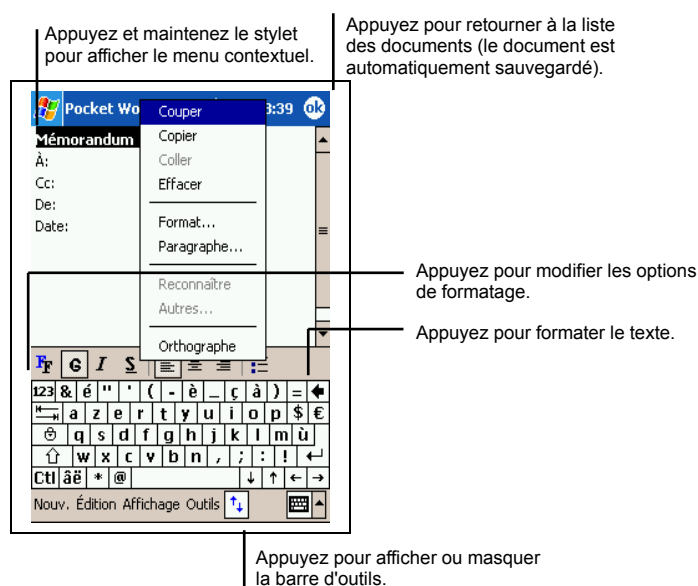 Appuyez et maintenez le stylet
pour afficher le menu contextuel.
Appuyez pour retourner à la liste
des documents (le document est
automatiquement sauvegardé).
Pocket Wo 3:39 ok
Couper
Mémorandum
Copier
À:
Coller
Cc:
Effacer
De:
Date:
Format...
Paragraphe...
Reconnaître
Autres...
Orthographe
Appuyez pour modifier les options
de formatage.
Appuyez pour formater le texte.
FF G I S
123 & é " ' ( - è _ ç à ) =
a z e r t y u i o p $ €
q s d f g h j k l m ù
w x c v b n , ; : !
Ctl âë * @ ↓ ↑ ← →
Nouv. Édition Affichage Outils
Appuyez pour afficher ou masquer
la barre d'outils.